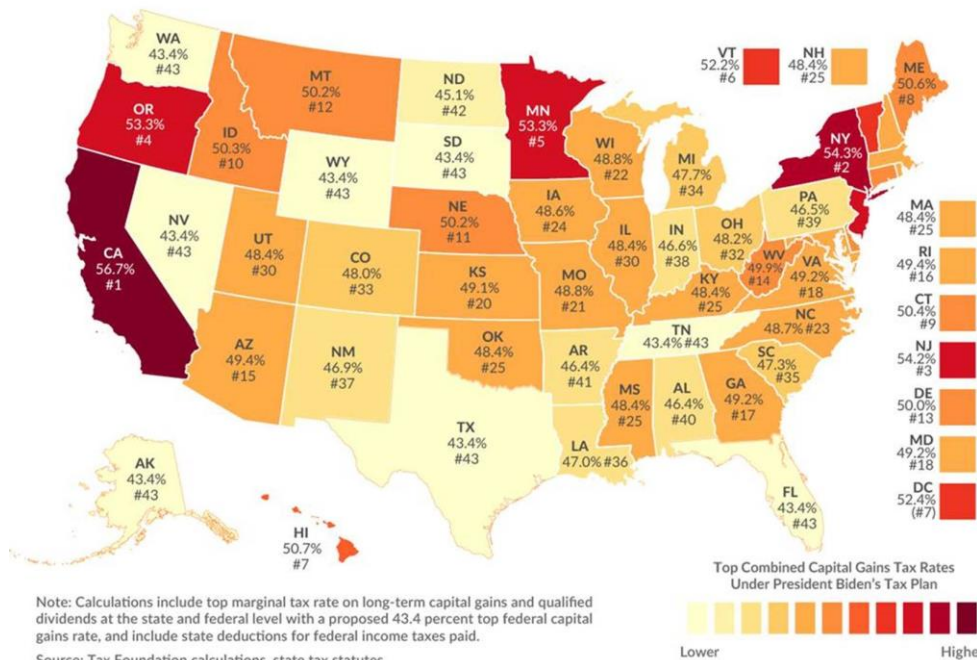 WA
43.4%
#43
MT
50.2%
#12
ND
45.1%
#42
MN
53.3%
#5
VT
52.2%
#6
NH
48.4%
#25
ME
50.6%
#8
OR
53.3%
#4
ID
50.3%
#10
WY
43.4%
#43
SD
43.4%
#43
WI
48.8%
#22
MI
47.7%
#34
NY
54.3%
#2
NV
43.4%
#43
UT
48.4%
#30
CO
48.0%
#33
NE
50.2%
#11
IA
48.6%
#24
IL
48.4%
#30
IN
46.6%
#38
OH
48.2%
#32
PA
46.5%
#39
CA
56.7%
#1
KS
49.1%
#20
MO
48.8%
#21
KY
48.4%
#25
WV
49.9%
#14
VA
49.2%
#18
MA
48.4%
#25
RI
49.4%
#16
CT
50.4%
#9
NJ
54.2%
#3
DE
50.0%
#13
MD
49.2%
#18
DC
52.4%
(#7)
AZ
49.4%
#15
NM
46.9%
#37
OK
48.4%
#25
AR
46.4%
#41
TN
43.4% #43
NC
48.7% #23
SC
47.3%
#35
TX
43.4%
#43
LA
47.0% #36
MS
48.4%
#25
AL
46.4%
#40
GA
49.2%
#17
FL
43.4%
#43
AK
43.4%
#43
HI
50.7%
#7
Top Combined Capital Gains Tax Rates
Under President Biden's Tax Plan
Lower
Highe
Note: Calculations include top marginal tax rate on long-term capital gains and qualified
dividends at the state and federal level with a proposed 43.4 percent top federal capital
gains rate, and include state deductions for federal income taxes paid.
Source: Tax Foundation calculations, state tax statutes